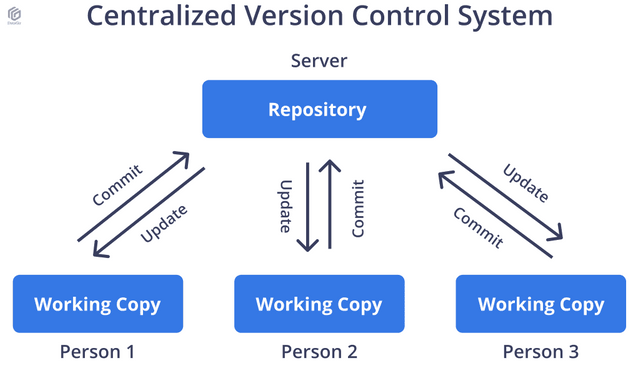 Centralized Version Control System
Server
Repository
Commit
Update
Update
Commit
Update
Commit
Working Copy
Working Copy
Working Copy
Person 1
Person 2
Person 3